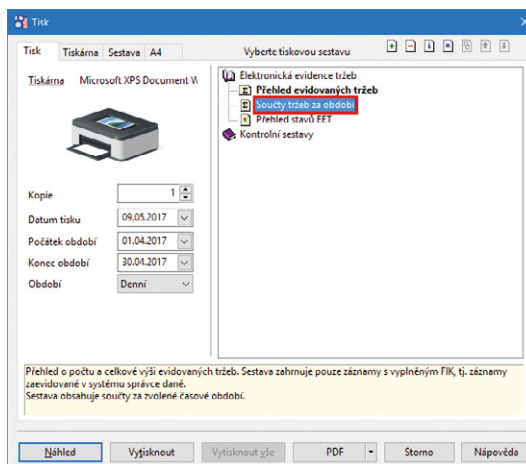 Tisk
Tisk Tiskárna Sestava A4
Vyberte tiskovou sestavu
Tiskárna Microsoft XPS Document W
Kopie 1
Datum tisku 09.05.2017
Počátek období 01.04.2017
Konec období 30.04.2017
Období Denní
Elektronická evidence tržeb
Přehled evidovaných tržeb
Součty tržeb za období
Přehled stavů EET
Kontrolní sestavy
Přehled o počtu a celkové výši evidovaných tržeb. Sestava zahrnuje pouze záznamy s vyplněným FIK, tj. záznamy
zaevidované v systému správce daně.
Sestava obsahuje součty za zvolené časové období.
Náhled Vytisknout Vytisknout vše PDF Storno Nápověda